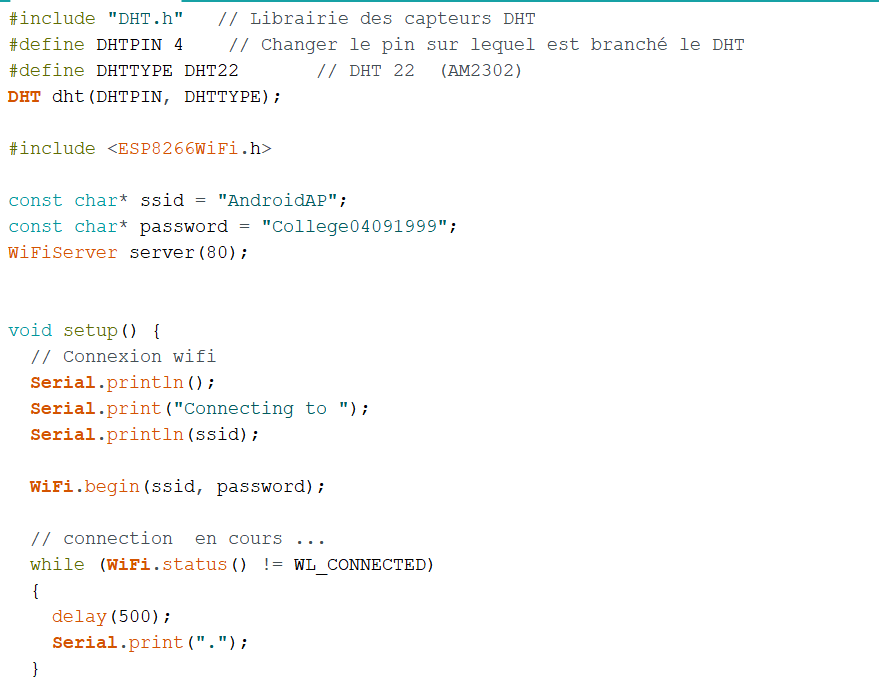 #include "DHT.h"   // Librairie des capteurs DHT
#define DHTPIN 4    // Changer le pin sur lequel est branché le DHT
#define DHTTYPE DHT22       // DHT 22  (AM2302)
DHT dht(DHTPIN, DHTTYPE);
#include <ESP8266WiFi.h>
const char* ssid = "AndroidAP";
const char* password = "College04091999";
WiFiServer server(80);
void setup() {
  // Connexion wifi
  Serial.println();
  Serial.print("Connecting to ");
  Serial.println(ssid);
  WiFi.begin(ssid, password);
  // connection  en cours ...
  while (WiFi.status() != WL_CONNECTED)
  {
    delay(500);
    Serial.print(".");
  }